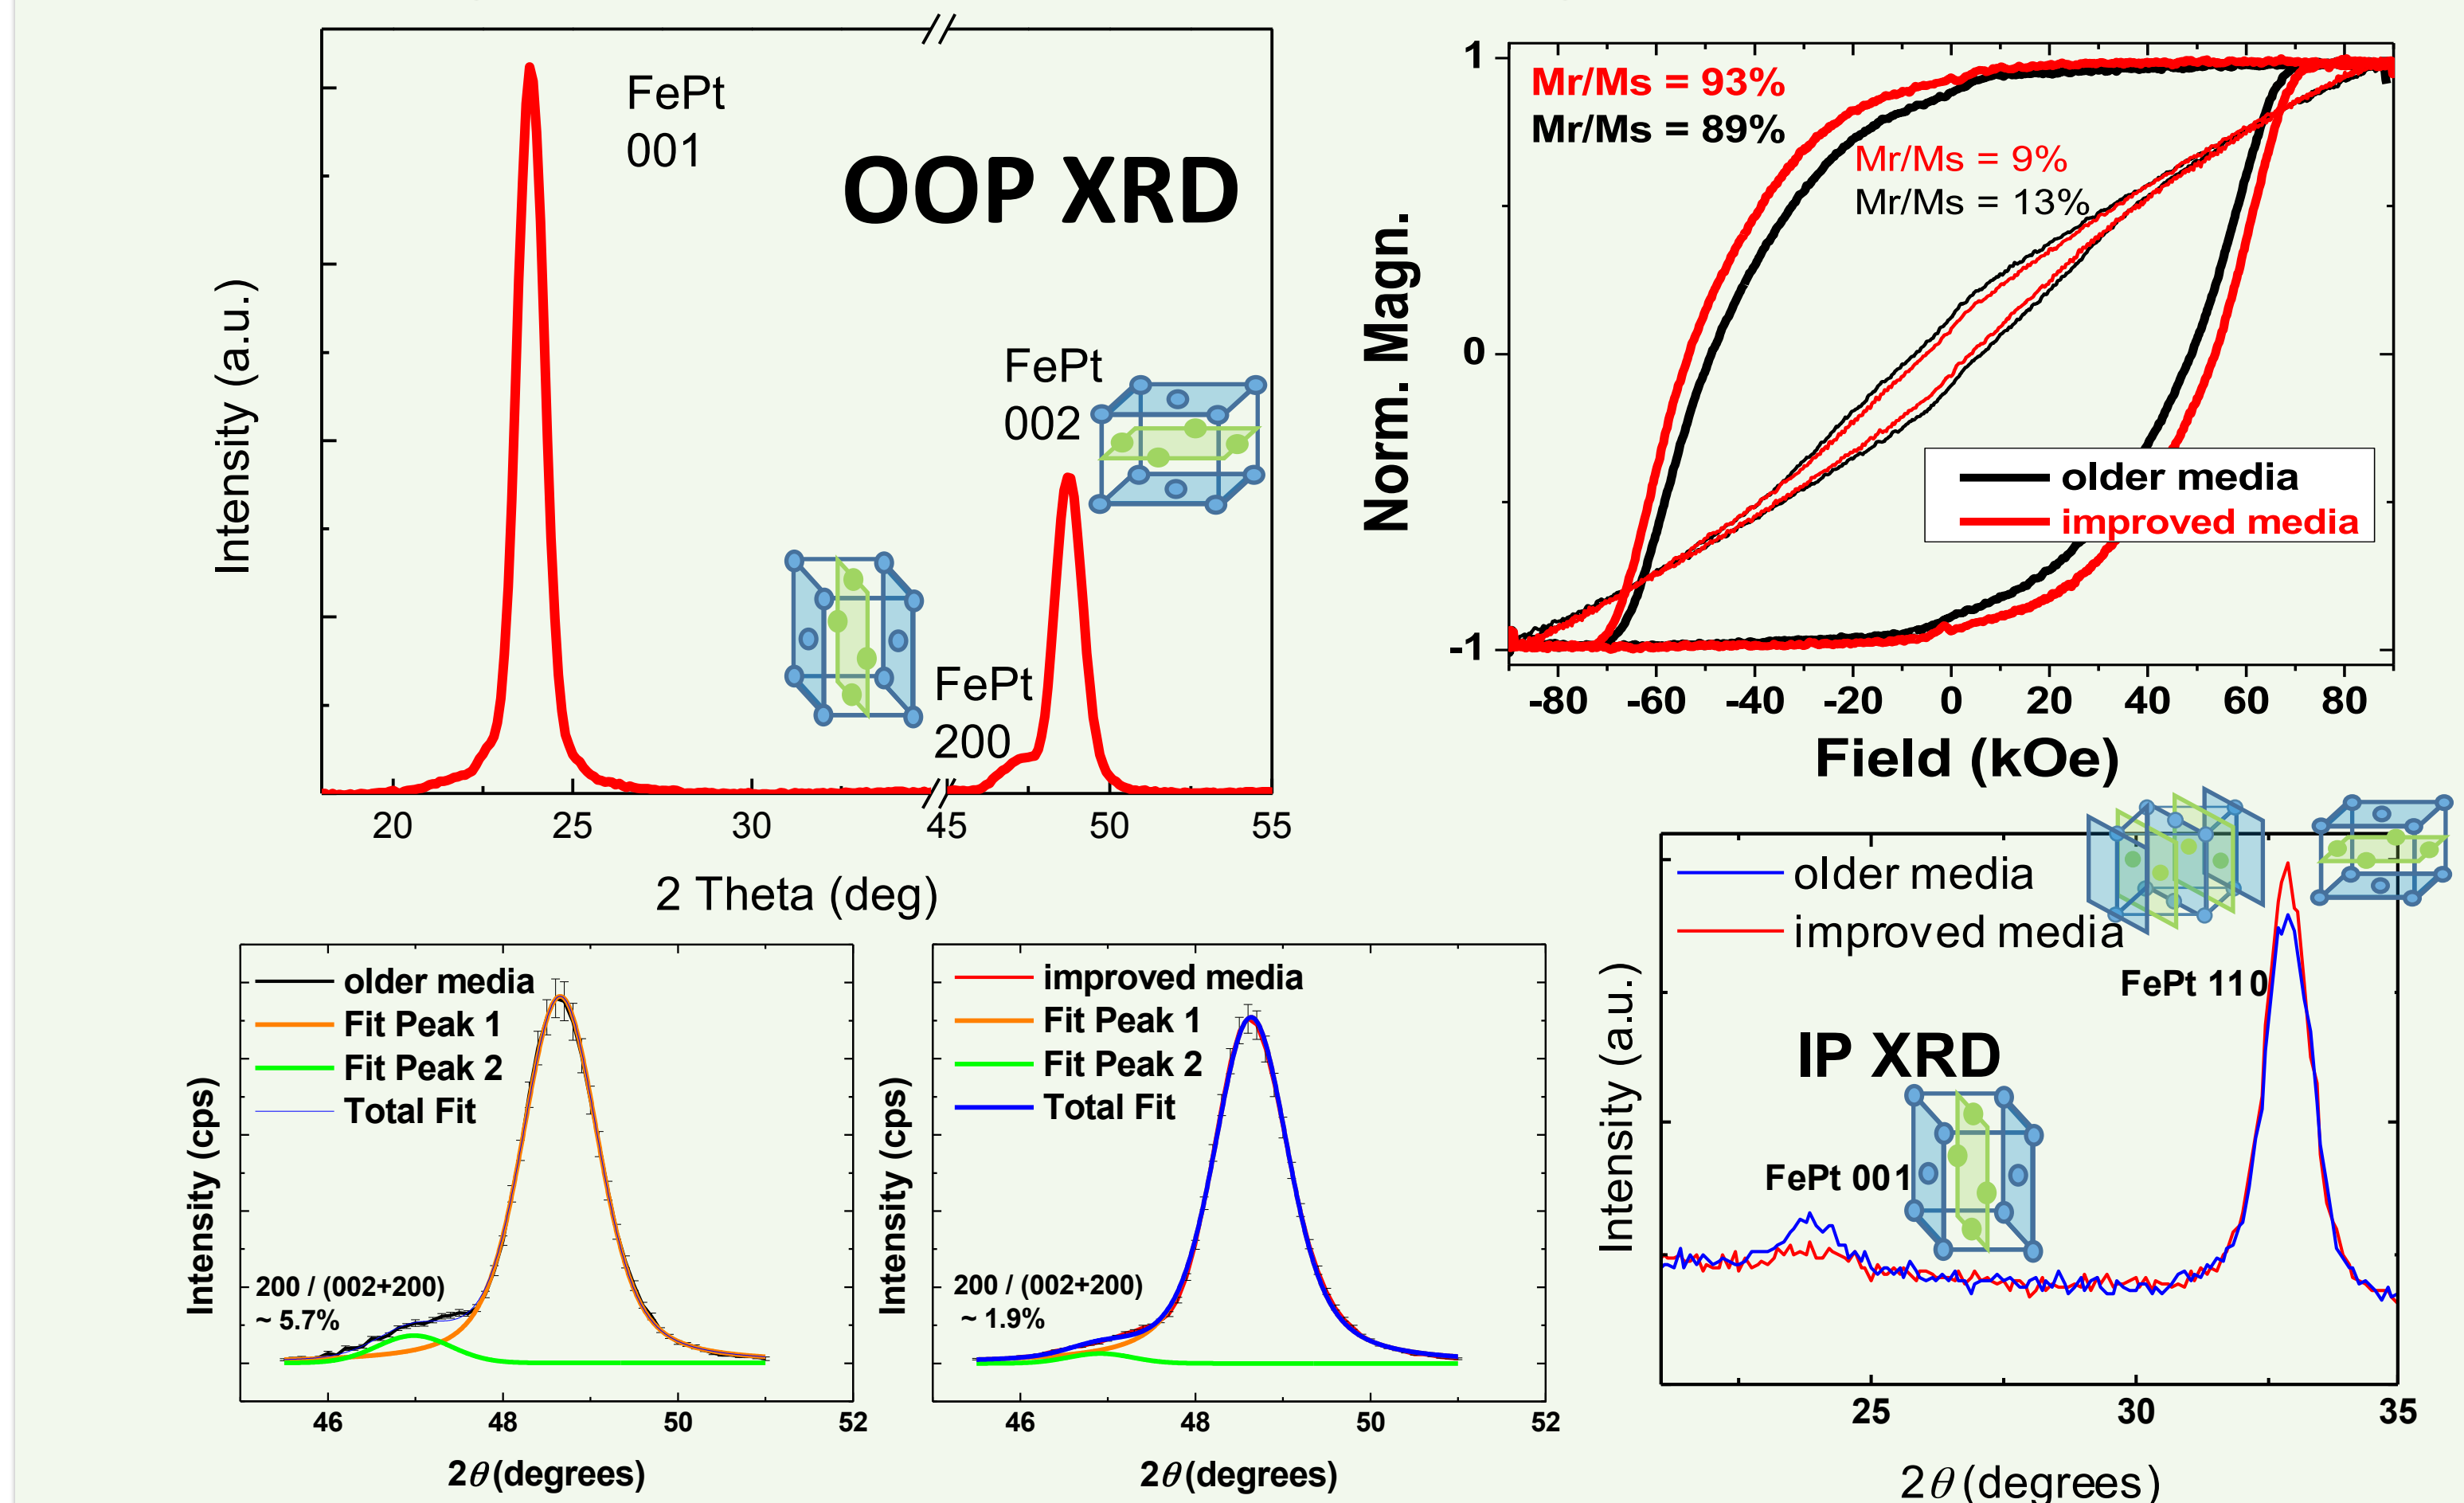 FePt
001
OOP XRD
FePt
002
FePt
200
Intensity (a.u.)
20
25
30
45
50
55
2 Theta (deg)
Mr/Ms = 93%
Mr/Ms = 89%
Mr/Ms = 9%
Mr/Ms = 13%
Norm. Magn.
1
0
-1
older media
improved media
-80
-60
-40
-20
0
20
40
60
80
Field (kOe)
older media
Fit Peak 1
Fit Peak 2
Total Fit
Intensity (cps)
200 / (002+200)
~ 5.7%
46
48
50
52
2θ (degrees)
improved media
Fit Peak 1
Fit Peak 2
Total Fit
Intensity (cps)
200 / (002+200)
~ 1.9%
46
48
50
52
2θ (degrees)
older media
improved media
FePt 110
IP XRD
FePt 001
Intensity (a.u.)
25
30
35
2θ (degrees)